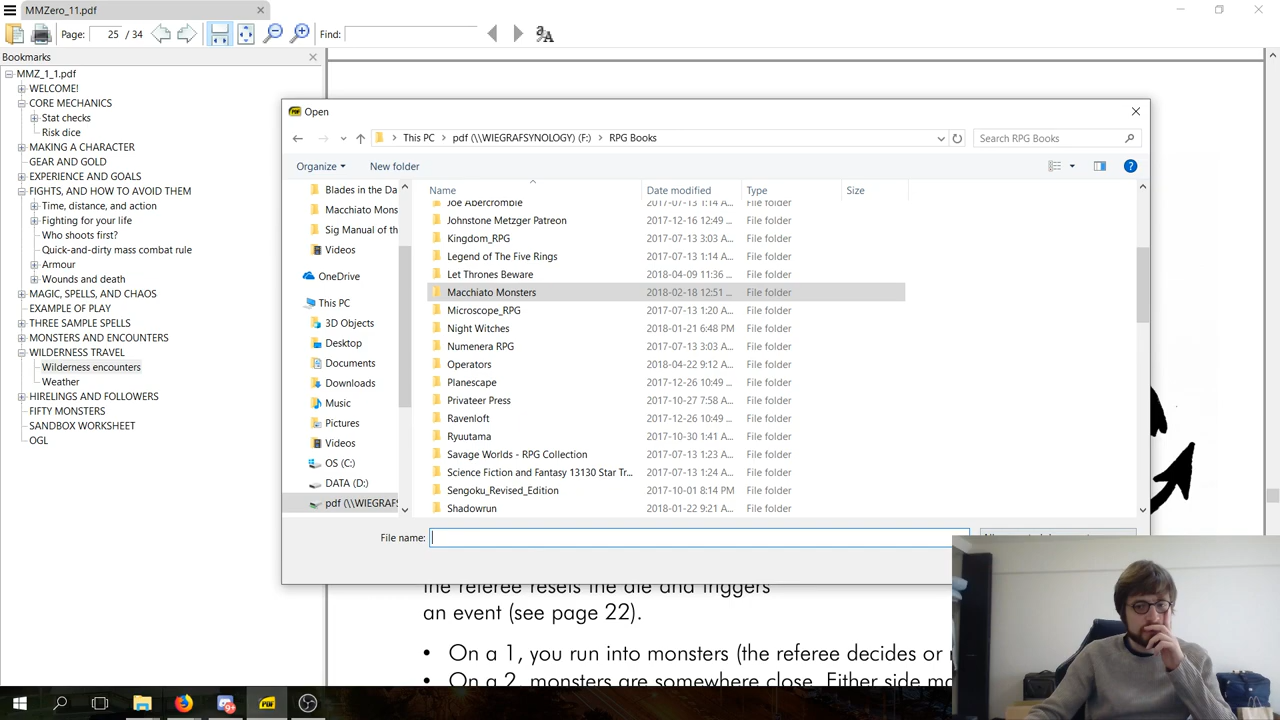 MMZero_11.pdf
Page: 25 / 34 Find:
Bookmarks
MMZ_1_1.pdf
WELCOME!
CORE MECHANICS
Stat checks
Risk dice
MAKING A CHARACTER
GEAR AND GOLD
EXPERIENCE AND GOALS
FIGHTS, AND HOW TO AVOID THEM
Time, distance, and action
Fighting for your life
Who shoots first?
Quick-and-dirty mass combat rule
Armour
Wounds and death
MAGIC, SPELLS, AND CHAOS
EXAMPLE OF PLAY
THREE SAMPLE SPELLS
MONSTERS AND ENCOUNTERS
WILDERNESS TRAVEL
Wilderness encounters
Weather
HIRELINGS AND FOLLOWERS
FIFTY MONSTERS
SANDBOX WORKSHEET
OGL
Open
This PC > pdf (\\WIEGRAFSYNOLOGY) (F:) > RPG Books
Search RPG Books
Organize New folder
Blades in the Da
Macchiato Mons
Sig Manual of th
Videos
OneDrive
This PC
3D Objects
Desktop
Documents
Downloads
Music
Pictures
Videos
OS (C:)
DATA (D:)
pdf (\\WIEGRAFS
Name Date modified Type Size
Joe Abercrombie 2017-07-13 1:14 A... File folder
Johnstone Metzger Patreon 2017-12-16 12:49 ... File folder
Kingdom_RPG 2017-07-13 3:03 A... File folder
Legend of The Five Rings 2017-07-13 1:14 A... File folder
Let Thrones Beware 2018-04-09 11:36 ... File folder
Macchiato Monsters 2018-02-18 12:51 ... File folder
Microscope_RPG 2017-07-13 1:20 A... File folder
Night Witches 2018-01-21 6:48 PM File folder
Numenera RPG 2017-07-13 3:03 A... File folder
Operators 2018-04-22 9:12 A... File folder
Planescape 2017-12-26 10:49 ... File folder
Privateer Press 2017-10-27 7:58 A... File folder
Ravenloft 2017-12-26 10:49 ... File folder
Ryuutama 2017-10-30 1:41 A... File folder
Savage Worlds - RPG Collection 2017-07-13 1:23 A... File folder
Science Fiction and Fantasy 13130 Star Tr... 2017-07-13 1:24 A... File folder
Sengoku_Revised_Edition 2017-10-01 8:14 PM File folder
Shadowrun 2018-01-22 9:21 A... File folder
File name:
the referee resets the die and triggers
an event (see page 22).
• On a 1, you run into monsters (the referee decides or
• On a 2, monsters are somewhere close. Either side